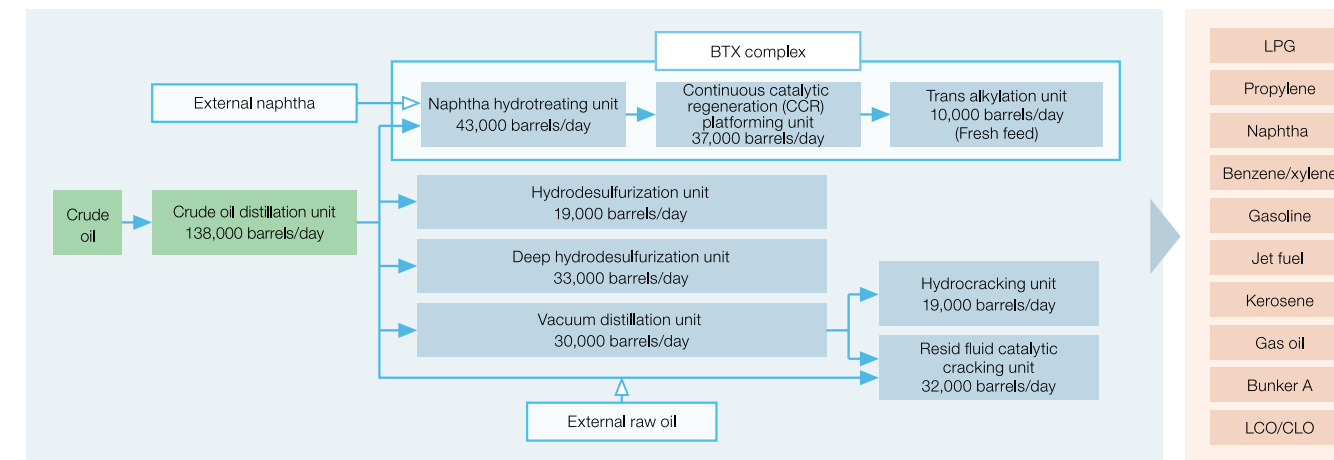 BTX complex
External naphtha
Naphtha hydrotreating unit
43,000 barrels/day
Continuous catalytic
regeneration (CCR)
platforming unit
37,000 barrels/day
Trans alkylation unit
10,000 barrels/day
(Fresh feed)
Crude
oil
Crude oil distillation unit
138,000 barrels/day
Hydrodesulfurization unit
19,000 barrels/day
Deep hydrodesulfurization unit
33,000 barrels/day
Vacuum distillation unit
30,000 barrels/day
Hydrocracking unit
19,000 barrels/day
Resid fluid catalytic
cracking unit
32,000 barrels/day
External raw oil
LPG
Propylene
Naphtha
Benzene/xylene
Gasoline
Jet fuel
Kerosene
Gas oil
Bunker A
LCO/CLO